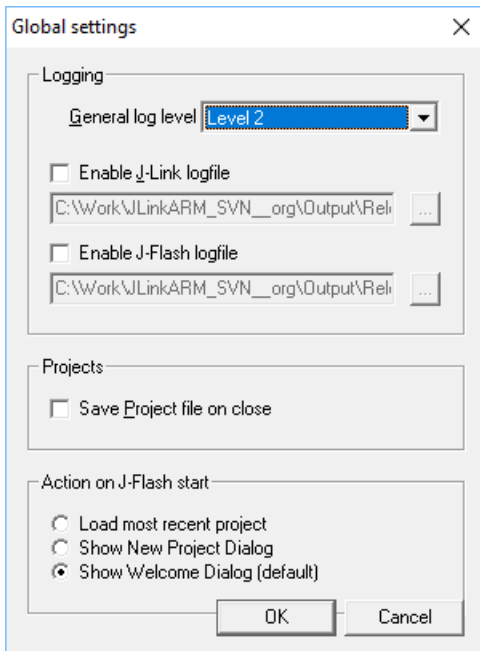 Global settings
Logging
General log level Level 2
Enable J-Link logfile
C:\Work\JLinkARM_SVN__org\Output\Rel ...
Enable J-Flash logfile
C:\Work\JLinkARM_SVN__org\Output\Rel ...
Projects
Save Project file on close
Action on J-Flash start
Load most recent project
Show New Project Dialog
Show Welcome Dialog (default)
OK Cancel